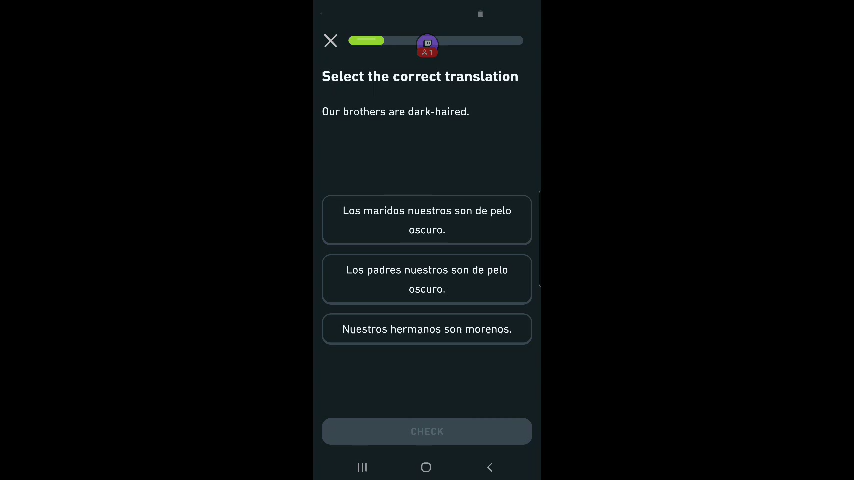 Select the correct translation
Our brothers are dark-haired.
Los maridos nuestros son de pelo
oscuro.
Los padres nuestros son de pelo
oscuro.
Nuestros hermanos son morenos.
CHECK